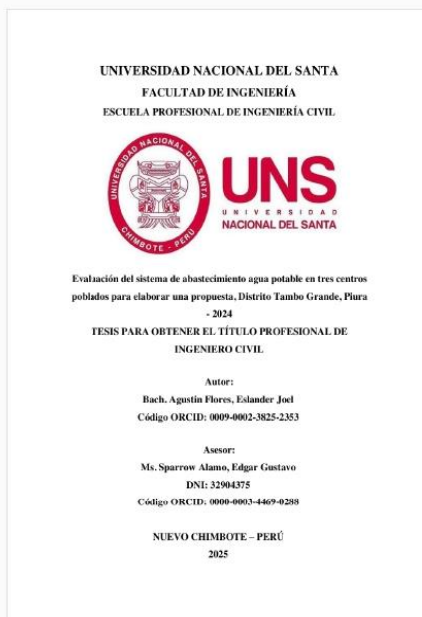 UNIVERSIDAD NACIONAL DEL SANTA
FACULTAD DE INGENIERÍA
ESCUELA PROFESIONAL DE INGENIERÍA CIVIL
UNIVERSIDAD NACIONAL DEL SANTA
CHIMBOTE - PERÚ
UNS
UNIVERSIDAD
NACIONAL DEL SANTA
Evaluación del sistema de abastecimiento agua potable en tres centros
poblados para elaborar una propuesta, Distrito Tambo Grande, Piura
- 2024
TESIS PARA OBTENER EL TÍTULO PROFESIONAL DE
INGENIERO CIVIL
Autor:
Bach. Agustin Flores, Eslander Joel
Código ORCID: 0009-0002-3825-2353
Asesor:
Ms. Sparrow Alamo, Edgar Gustavo
DNI: 32904375
Código ORCID: 0000-0003-4469-0288
NUEVO CHIMBOTE – PERÚ
2025